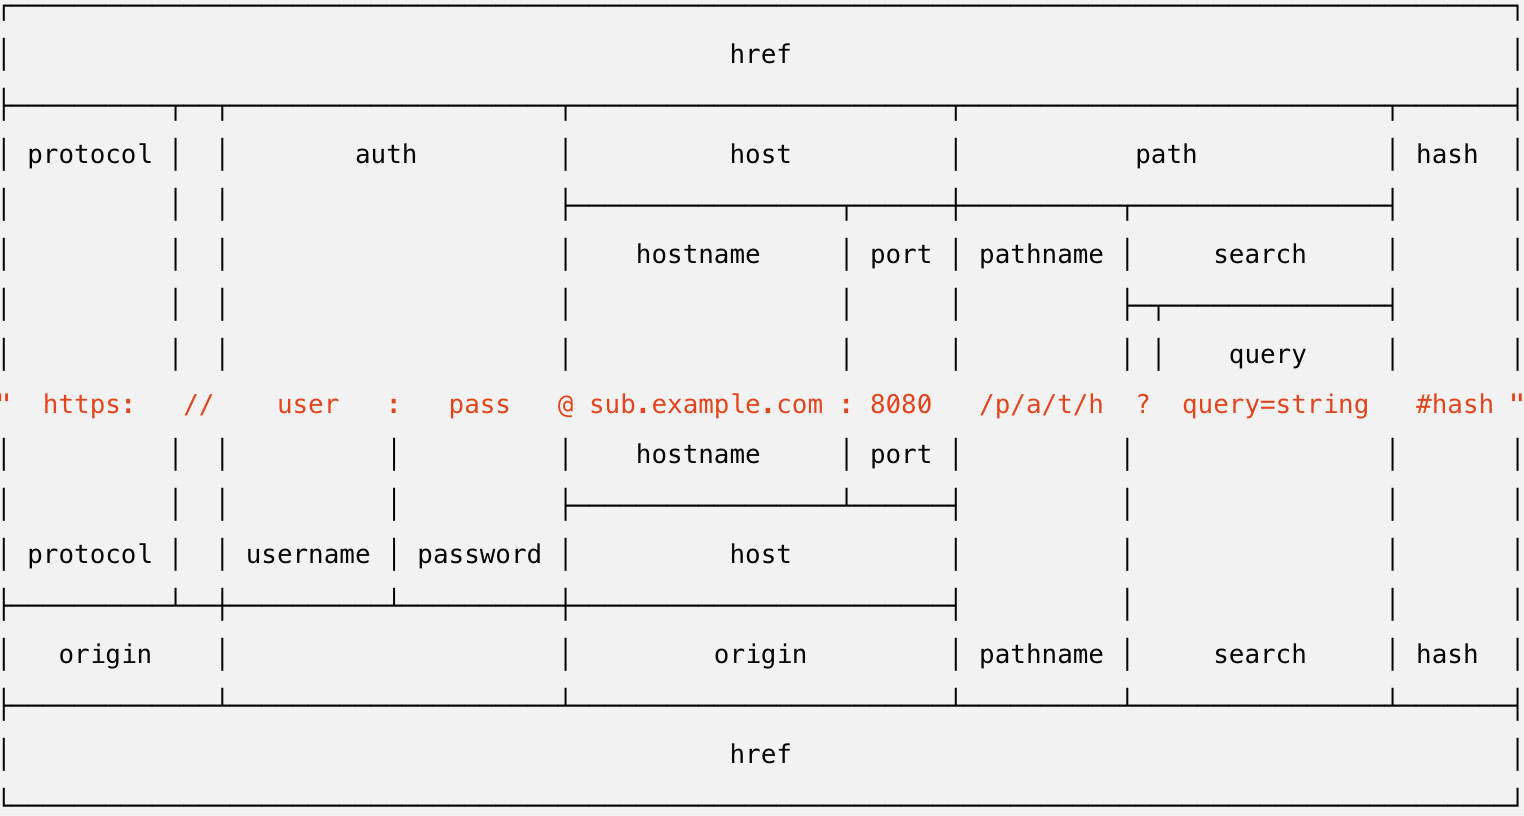 href
protocol auth host path hash
hostname port pathname search
query
" https: // user : pass @ sub.example.com : 8080 /p/a/t/h ? query=string #hash "
hostname port
protocol username password host
origin origin pathname search hash
href